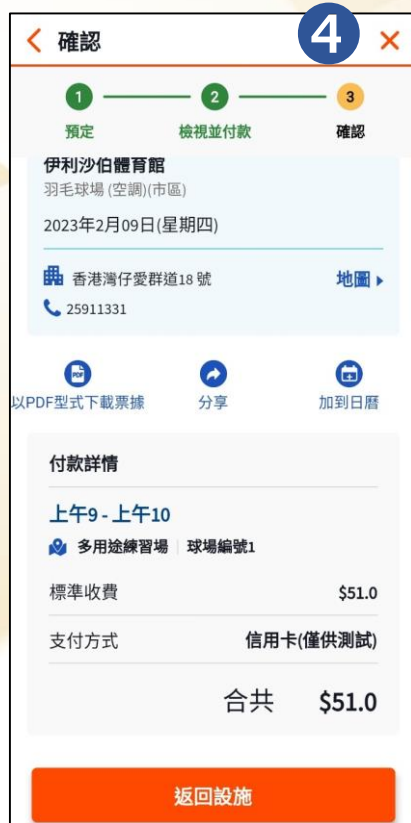 確認
4
1
2
3
預定
檢視並付款
確認
伊利沙伯體育館
羽毛球場 (空調)(市區)
2023年2月09日(星期四)
香港灣仔愛群道18 號
地圖
25911331
PDF
以PDF型式下載票據
分享
加到日曆
付款詳情
上午9 - 上午10
多用途練習場 | 球場編號1
標準收費 $51.0
支付方式 信用卡(僅供測試)
合共 $51.0
返回設施